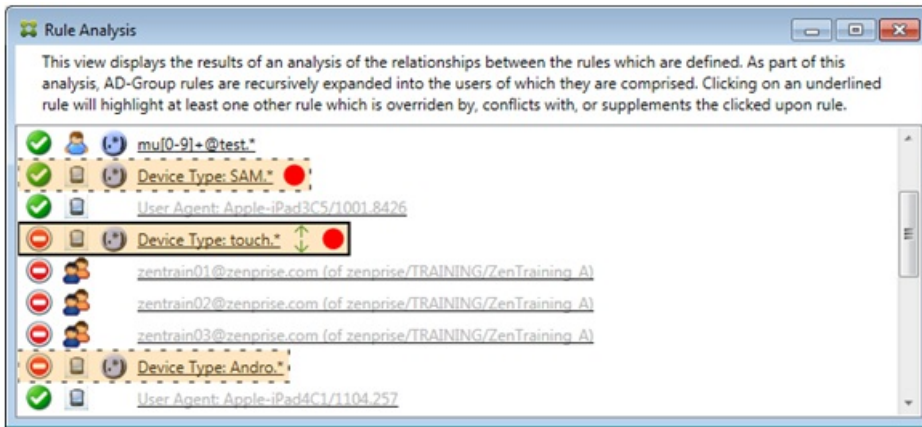 Rule Analysis
This view displays the results of an analysis of the relationships between the rules which are defined. As part of this
analysis, AD-Group rules are recursively expanded into the users of which they are comprised. Clicking on an underlined
rule will highlight at least one other rule which is overriden by, conflicts with, or supplements the clicked upon rule.
(.*) mu[0-9]+@test.*
(.*) Device Type: SAM.*
User Agent: Apple-iPad3C5/1001.8426
(.*) Device Type: touch.*
zentrain01@zenprise.com (of zenprise/TRAINING/ZenTraining_A)
zentrain02@zenprise.com (of zenprise/TRAINING/ZenTraining_A)
zentrain03@zenprise.com (of zenprise/TRAINING/ZenTraining_A)
(.*) Device Type: Andro.*
User Agent: Apple-iPad4C1/1104.257